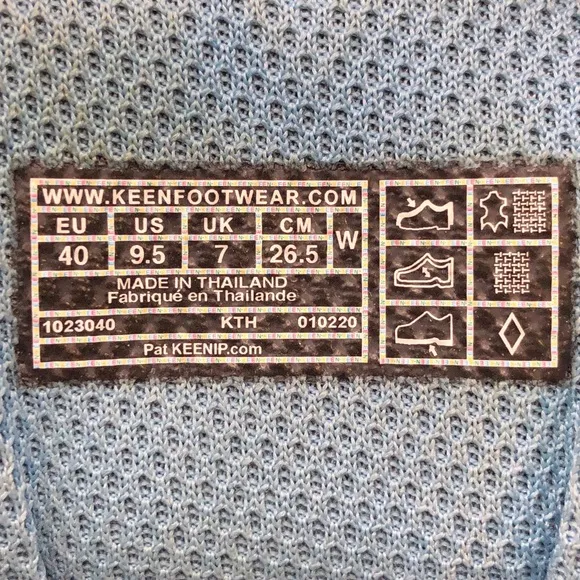 WWW.KEENFOOTWEAR.COM
EU US UK CM W
40 9.5 7 26.5
MADE IN THAILAND
Fabriqué en Thaïlande
1023040 KTH 010220
Pat KEENIP.com